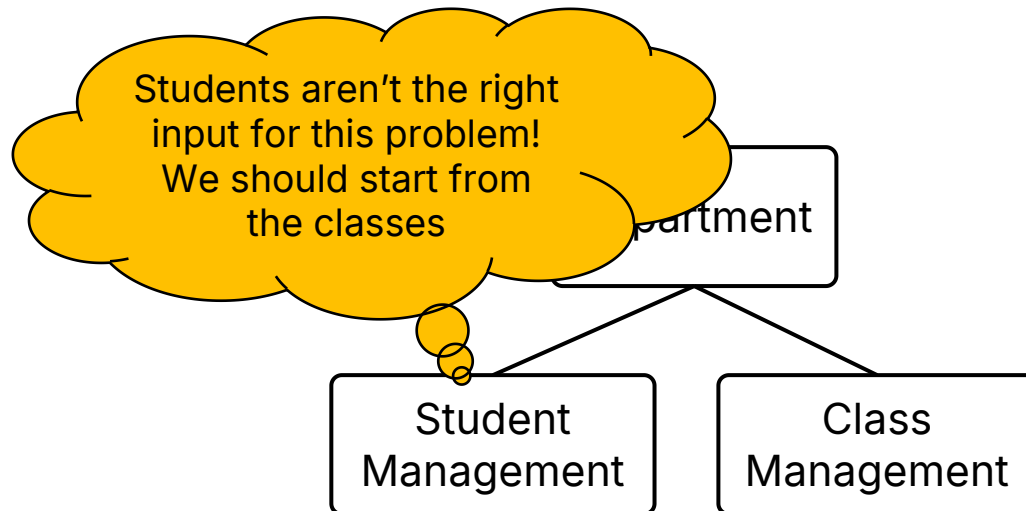 Students aren’t the right
input for this problem!
We should start from
the classes
partment
Student
Management
Class
Management